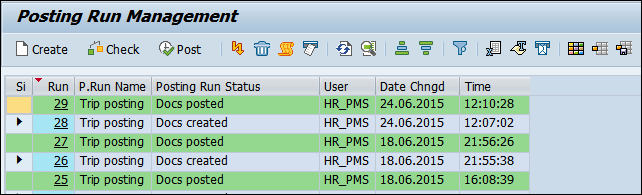 Posting Run Management
Create Check Post
Si Run P.Run Name Posting Run Status User Date Chngd Time
29 Trip posting Docs posted HR_PMS 24.06.2015 12:10:28
28 Trip posting Docs created HR_PMS 24.06.2015 12:07:02
27 Trip posting Docs posted HR_PMS 18.06.2015 21:56:26
26 Trip posting Docs created HR_PMS 18.06.2015 21:55:38
25 Trip posting Docs posted HR_PMS 18.06.2015 16:08:39